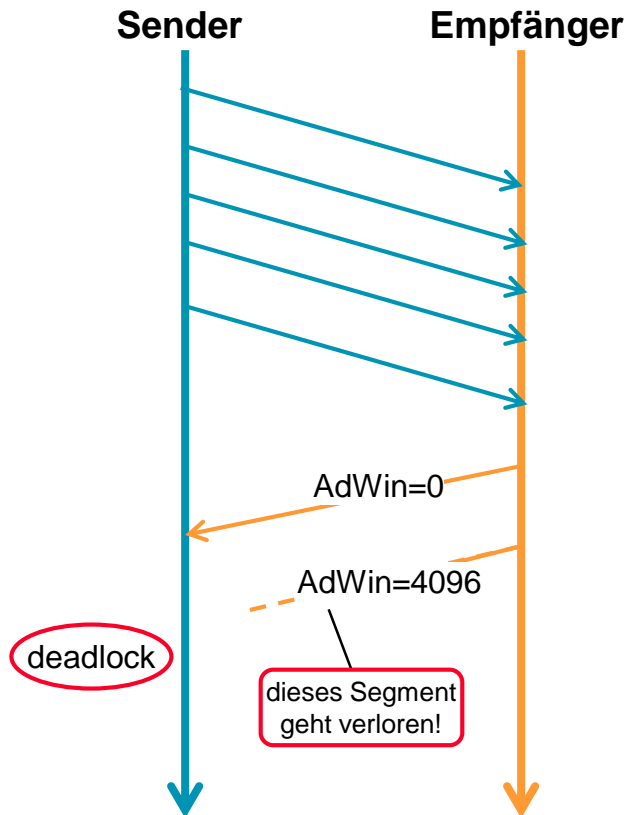 Sender
Empfänger
AdWin=0
AdWin=4096
deadlock
dieses Segment
geht verloren!